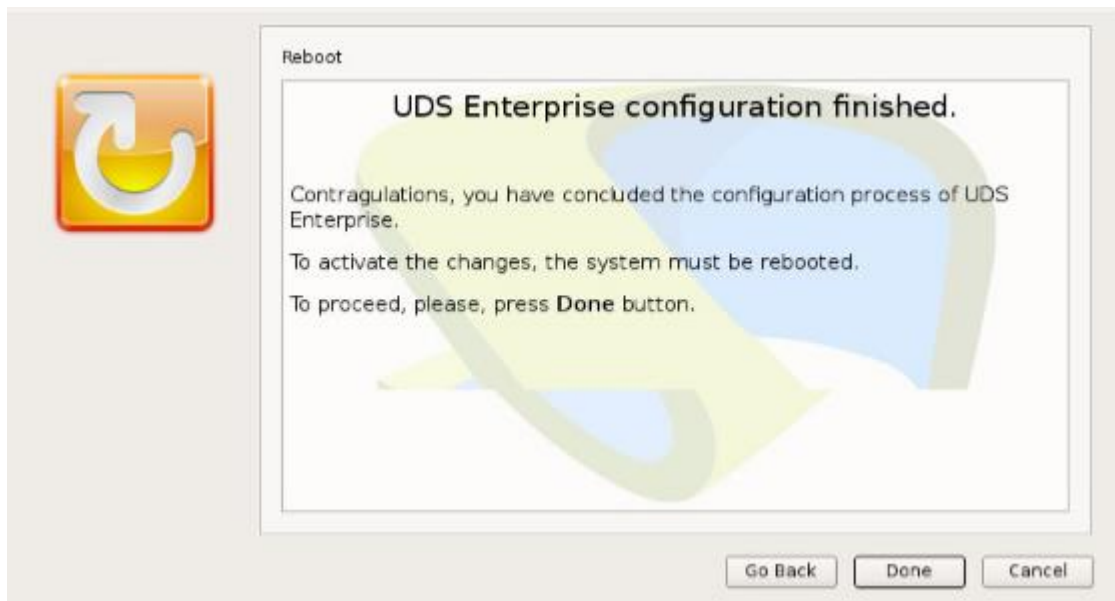 Reboot
UDS Enterprise configuration finished.
Contragulations, you have concluded the configuration process of UDS
Enterprise.
To activate the changes, the system must be rebooted.
To proceed, please, press Done button.
Go Back
Done
Cancel